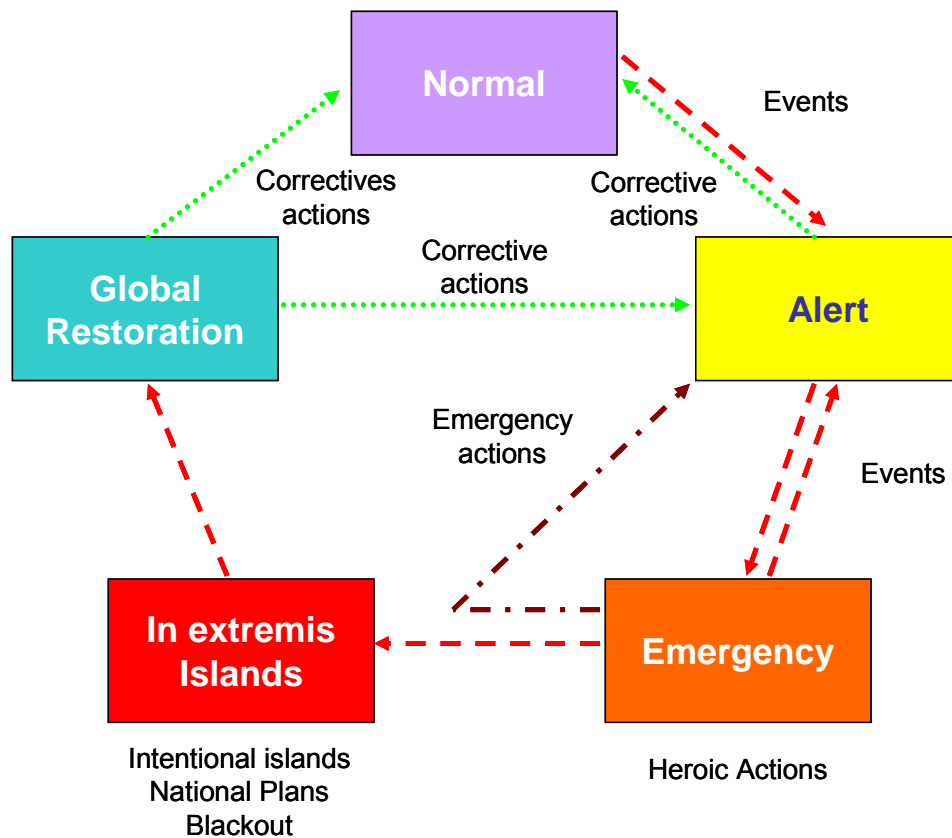 Normal
Events
Correctives
actions
Corrective
actions
Global
Restoration
Corrective
actions
Alert
Emergency
actions
Events
In extremis
Islands
Emergency
Intentional islands
National Plans
Blackout
Heroic Actions